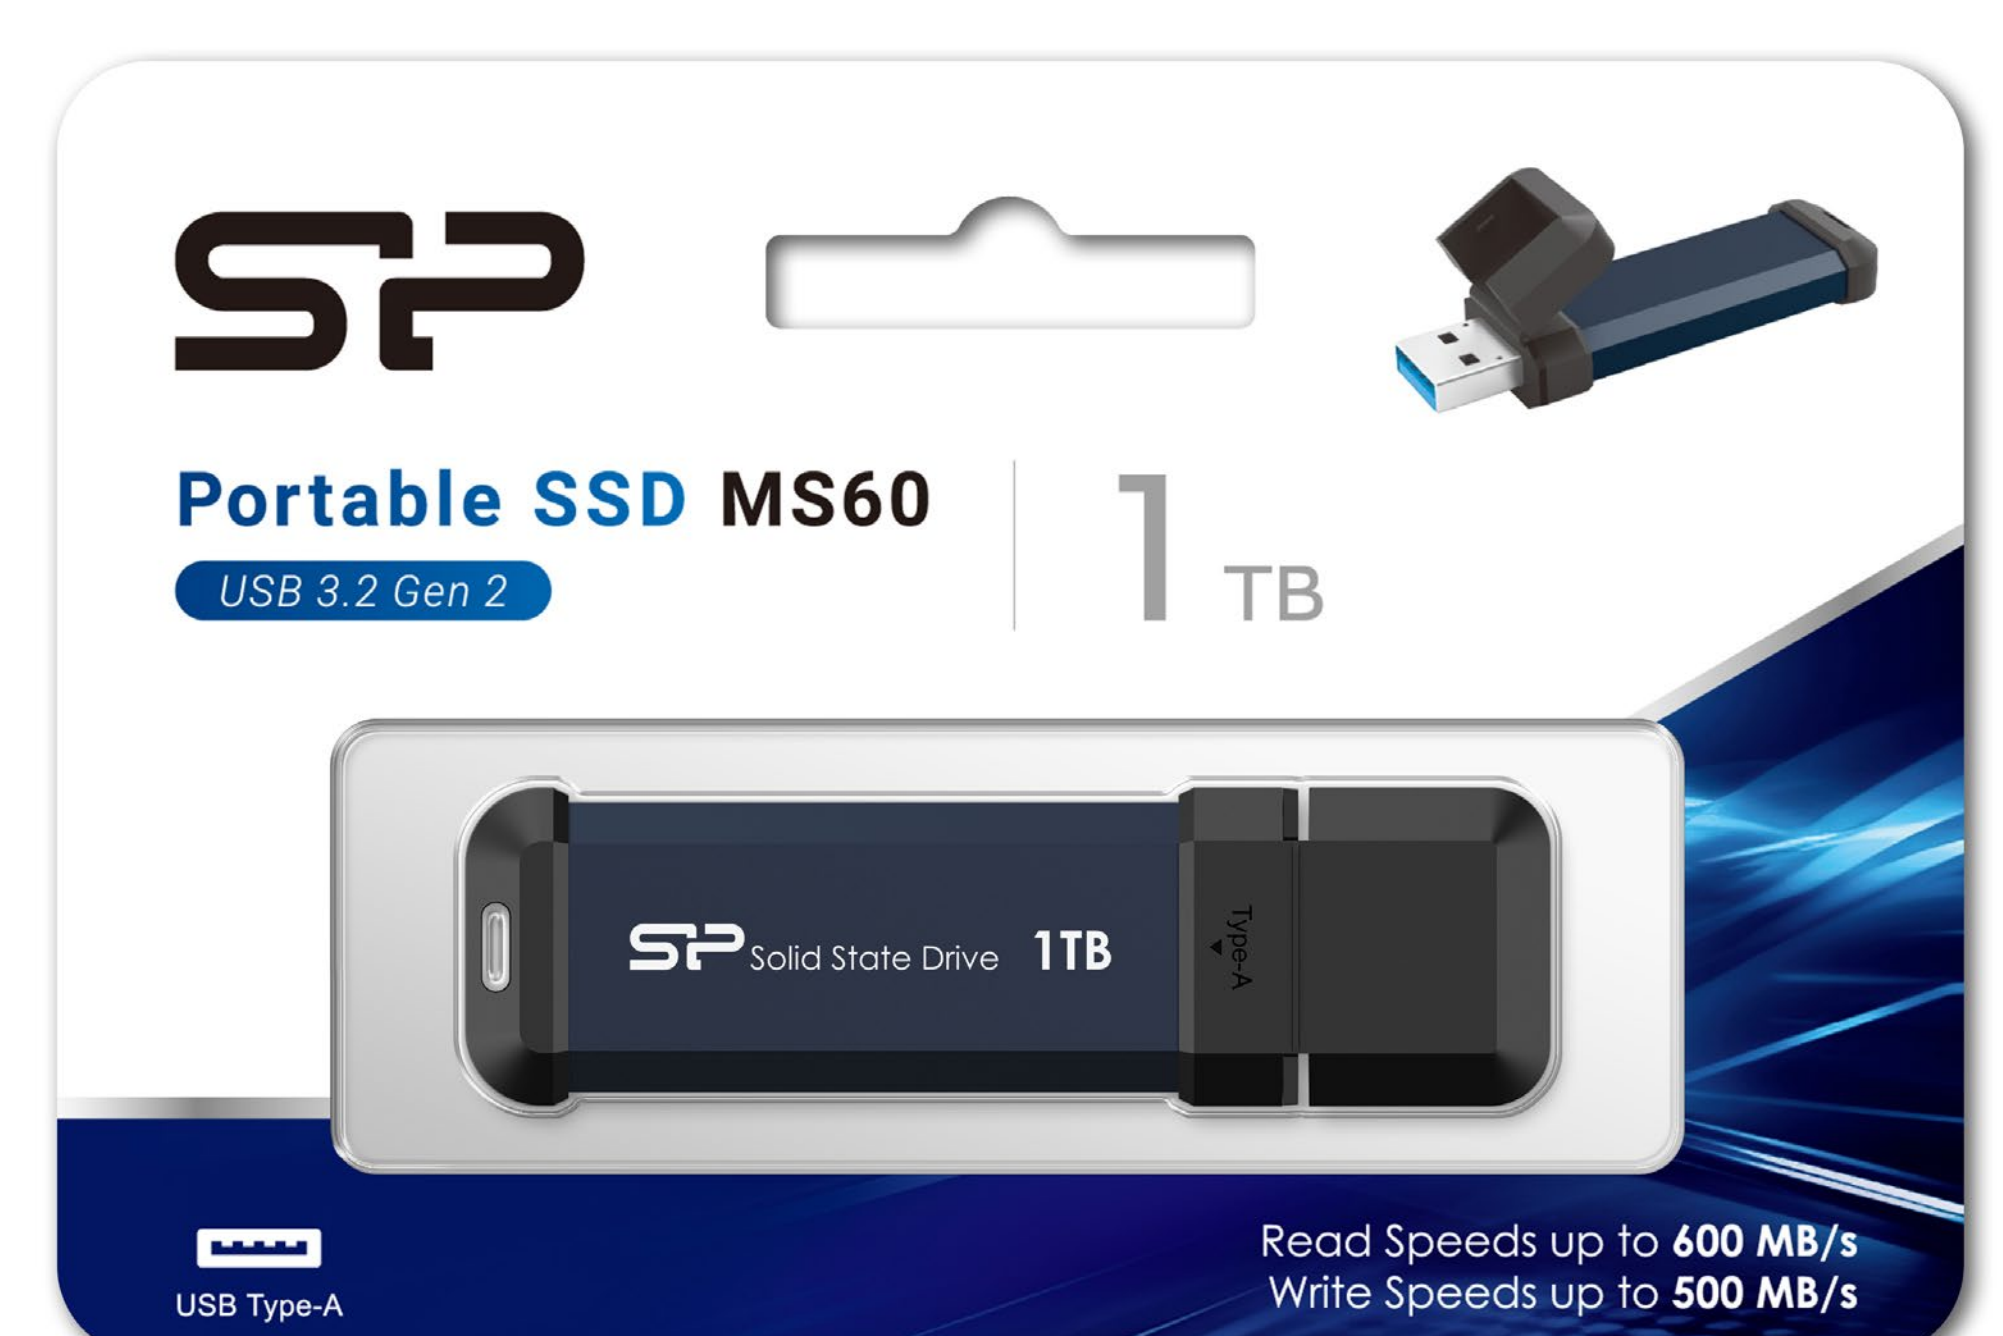 SP
Portable SSD MS60
USB 3.2 Gen 2
1 TB
SP Solid State Drive 1TB
Type-A
USB Type-A
Read Speeds up to 600 MB/s
Write Speeds up to 500 MB/s